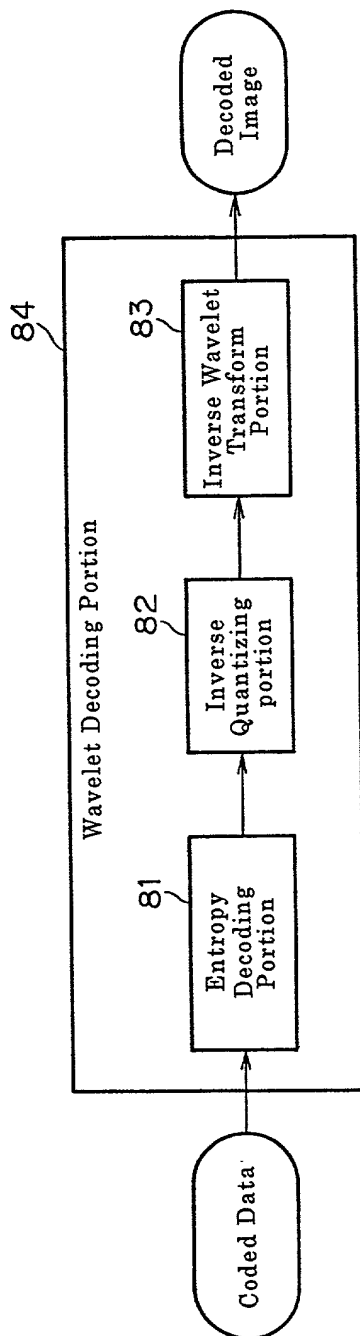 84
Wavelet Decoding Portion
Coded Data
81
Entropy
Decoding
Portion
82
Inverse
Quantizing
portion
83
Inverse Wavelet
Transform
Portion
Decoded
Image